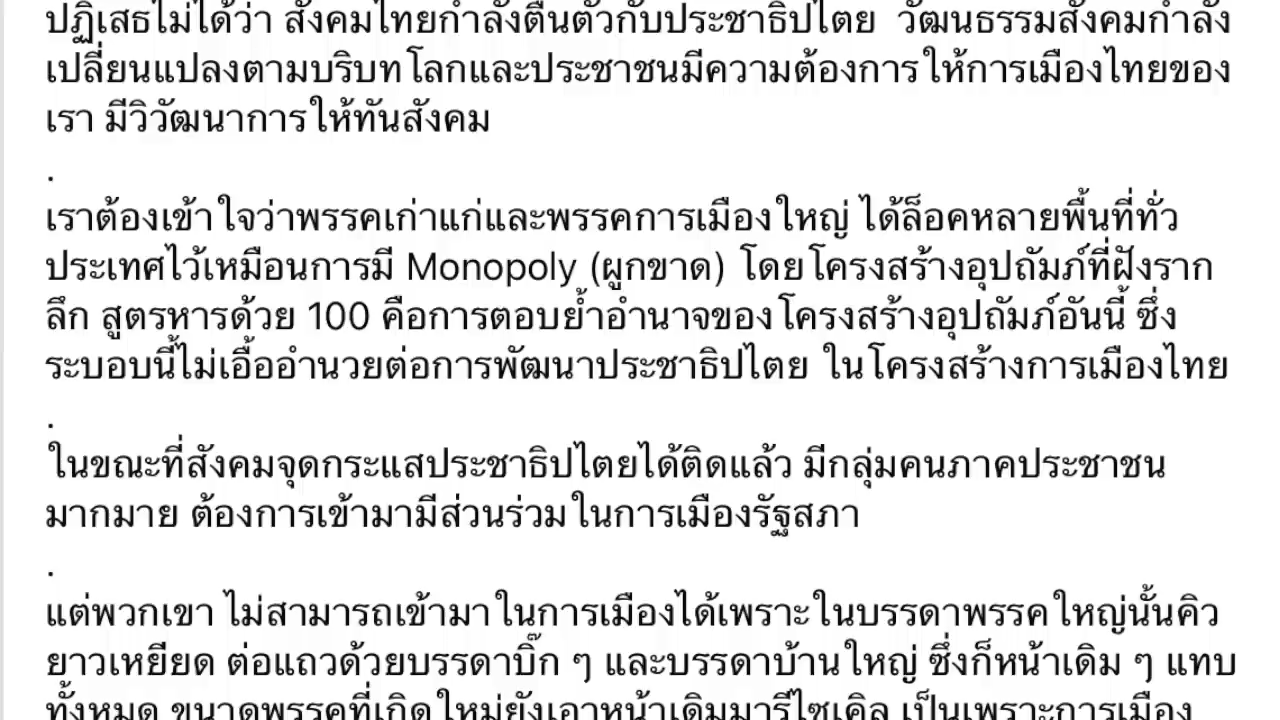 ปฏิเสธไม่ได้ว่า สังคมไทยกำลังตื่นตัวกับประชาธิปไตย วัฒนธรรมสังคมกำลัง
เปลี่ยนแปลงตามบริบทโลกและประชาชนมีความต้องการให้การเมืองไทยของ
เรา มีวิวัฒนาการให้ทันสังคม
.
เราต้องเข้าใจว่าพรรคเก่าแก่และพรรคการเมืองใหญ่ ได้ล็อคหลายพื้นที่ทั่ว
ประเทศไว้เหมือนการมี Monopoly (ผูกขาด) โดยโครงสร้างอุปถัมภ์ที่ฝังราก
ลึก สูตรหารด้วย 100 คือการตอบย้ำอำนาจของโครงสร้างอุปถัมภ์อันนี้ ซึ่ง
ระบอบนี้ไม่เอื้ออำนวยต่อการพัฒนาประชาธิปไตย ในโครงสร้างการเมืองไทย
.
ในขณะที่สังคมจุดกระแสประชาธิปไตยได้ติดแล้ว มีกลุ่มคนภาคประชาชน
มากมาย ต้องการเข้ามามีส่วนร่วมในการเมืองรัฐสภา
.
แต่พวกเขา ไม่สามารถเข้ามาในการเมืองได้เพราะในบรรดาพรรคใหญ่นั้นคิว
ยาวเหยียด ต่อแถวด้วยบรรดาบิ๊ก ๆ และบรรดาบ้านใหญ่ ซึ่งก็หน้าเดิม ๆ แทบ
ทั้งหมด ขนาดพรรคที่เกิดใหม่ยังเอาหน้าเดิมมารีไซเคิล เป็นเพราะการเมือง